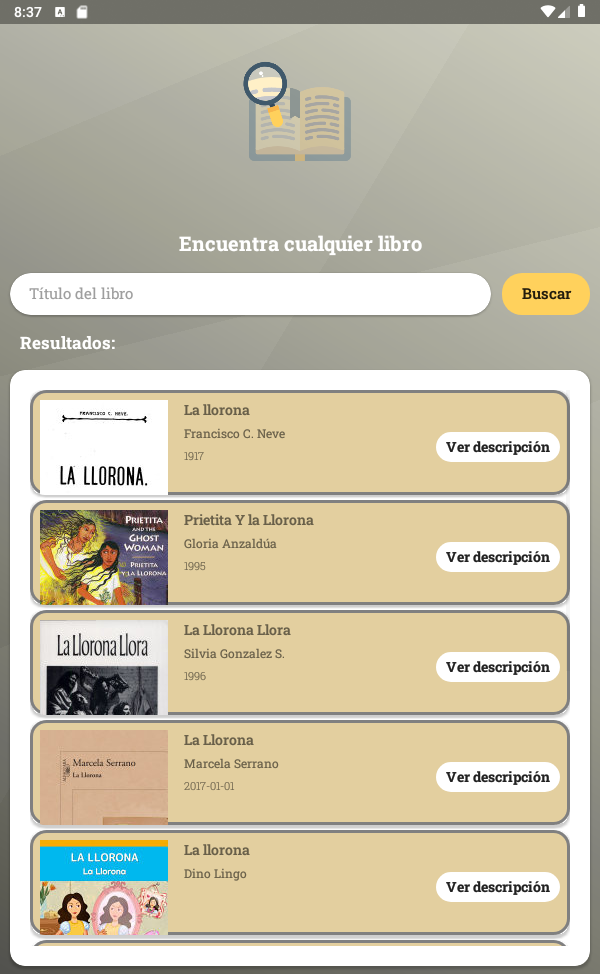 8:37
A
Encuentra cualquier libro
Título del libro
Buscar
Resultados:
FRANCISCO C. NEVE.
LA LLORONA.
La llorona
Francisco C. Neve
1917
Ver descripción
PRIETITA
AND THE
GHOST
WOMAN
PRIETITA
Y LA LLORONA
Prietita Y la Llorona
Gloria Anzaldúa
1995
Ver descripción
La Llorona Llora
La Llorona Llora
Silvia Gonzalez S.
1996
Ver descripción
ALFAGUARA
Marcela Serrano
La Llorona
La Llorona
Marcela Serrano
2017-01-01
Ver descripción
LA LLORONA
La Llorona
La llorona
Dino Lingo
Ver descripción